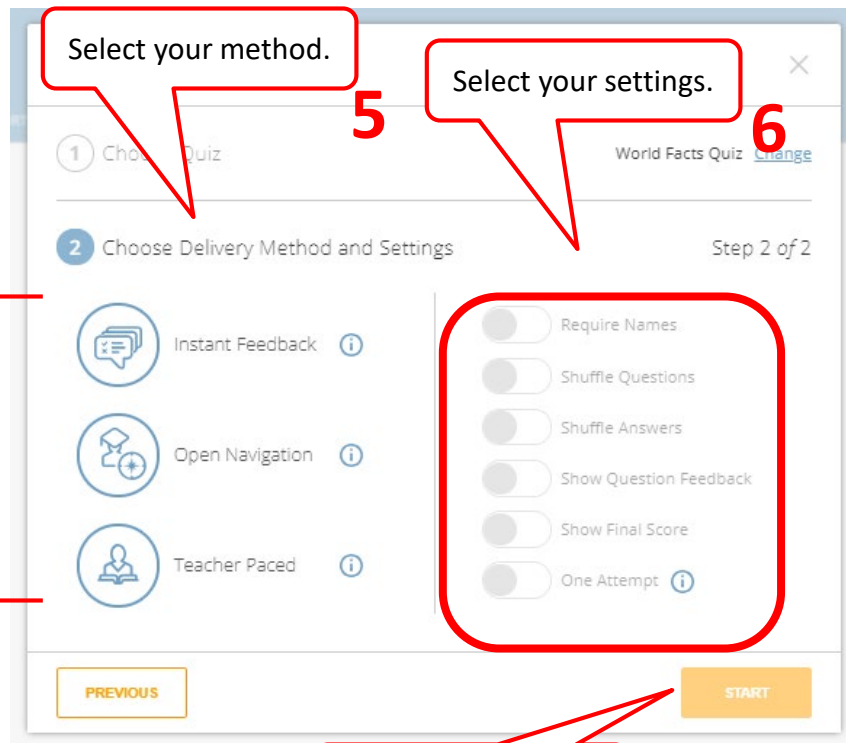 Select your method.
Select your settings.
5
6
1 Choose Quiz
World Facts Quiz Change
2 Choose Delivery Method and Settings
Step 2 of 2
Instant Feedback
Open Navigation
Teacher Paced
Require Names
Shuffle Questions
Shuffle Answers
Show Question Feedback
Show Final Score
One Attempt
PREVIOUS
START